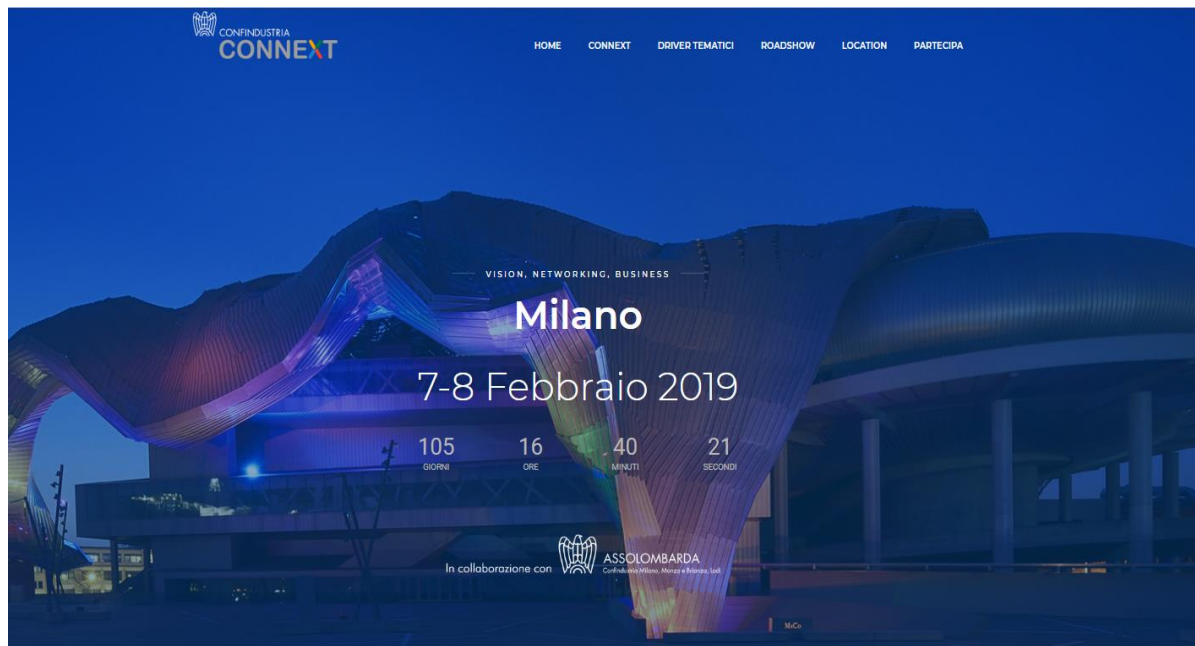 CONFINDUSTRIA
CONNEXT
HOME CONNEXT DRIVER TEMATICI ROADSHOW LOCATION PARTECIPA
VISION, NETWORKING, BUSINESS
Milano
7-8 Febbraio 2019
105 16 40 21
GIORNI ORE MINUTI SECONDI
In collaborazione con
ASSOLOMBARDA
Confindustria Milano, Monza e Brianza, Lodi
MiCo